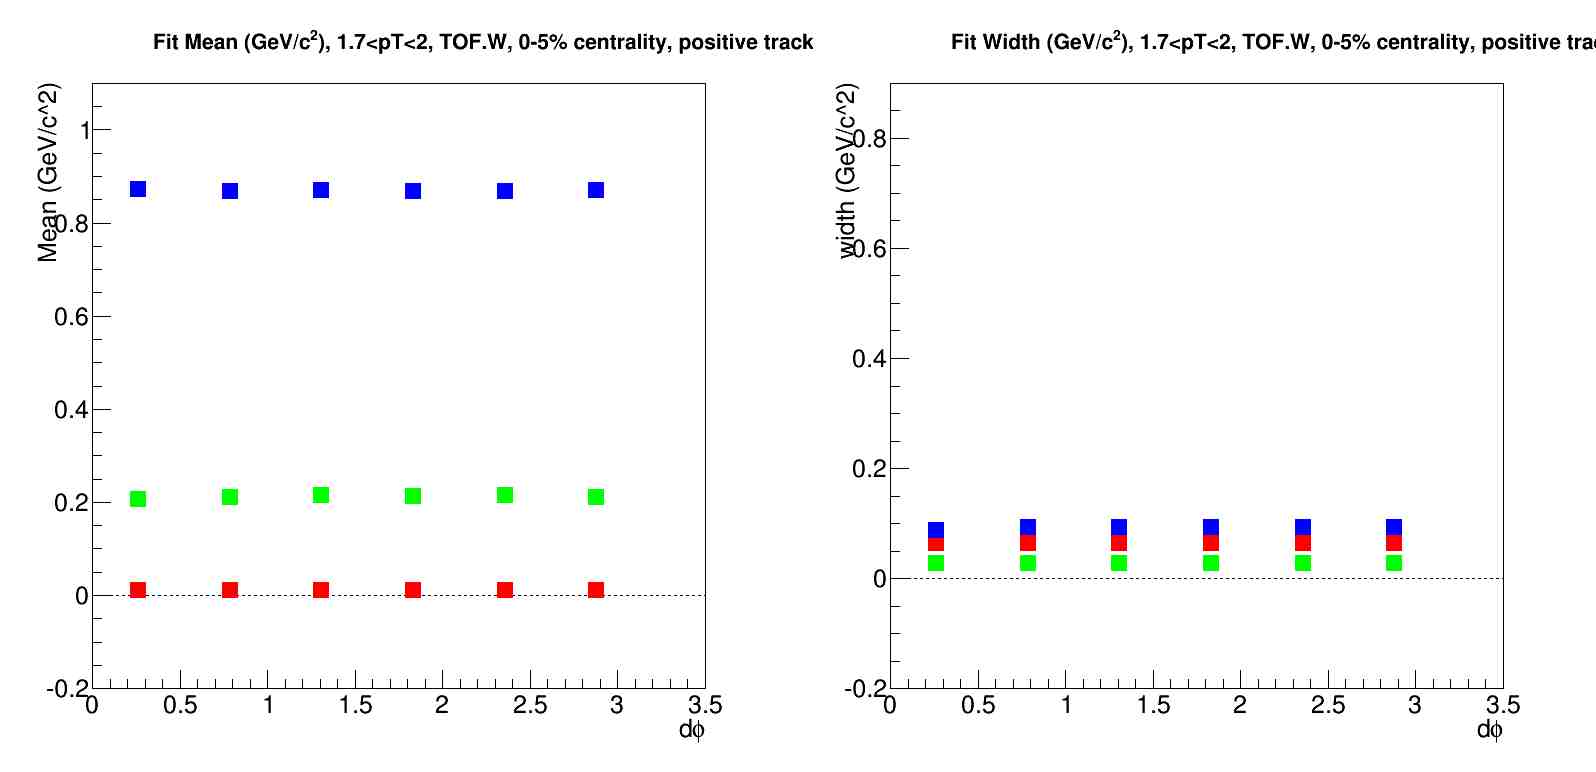 Fit Mean (GeV/c²), 1.7<pT<2, TOF.W, 0-5% centrality, positive track
Mean (GeV/c^2)
1
0.8
0.6
0.4
0.2
0
-0.2
0 0.5 1 1.5 2 2.5 3 3.5
dϕ
Fit Width (GeV/c²), 1.7<pT<2, TOF.W, 0-5% centrality, positive
width (GeV/c^2)
0.8
0.6
0.4
0.2
0
-0.2
0 0.5 1 1.5 2 2.5 3 3.5
dϕ